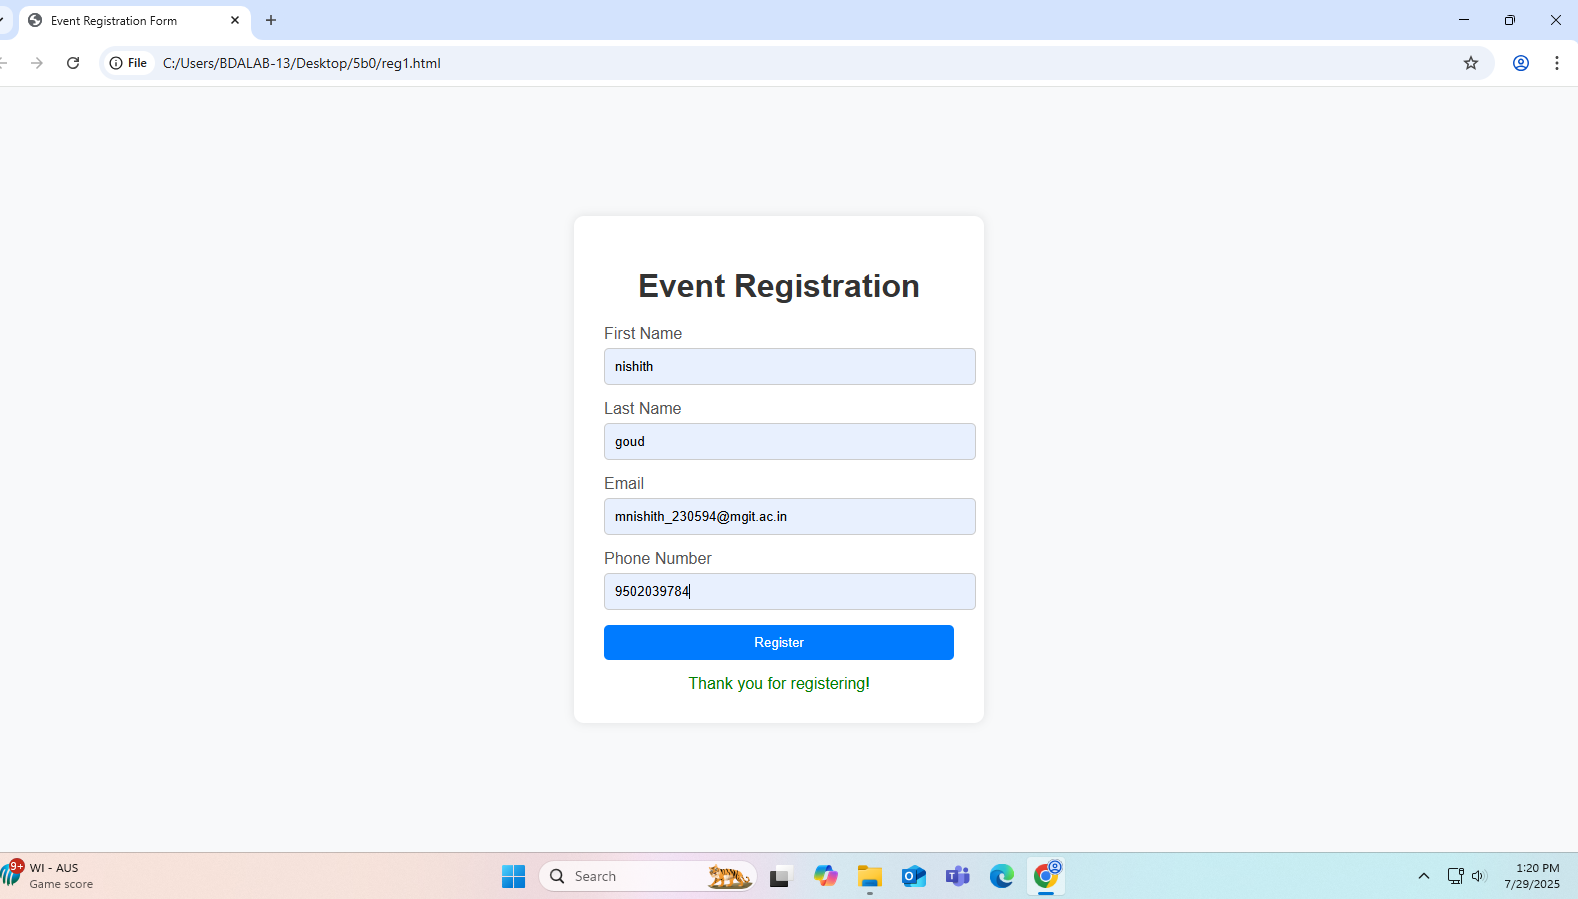 Event Registration Form
File
C:/Users/BDALAB-13/Desktop/5b0/reg1.html
Event Registration
First Name
nishith
Last Name
goud
Email
mnishith_230594@mgit.ac.in
Phone Number
9502039784
Register
Thank you for registering!
9+
WI - AUS
Game score
Search
1:20 PM
7/29/2025